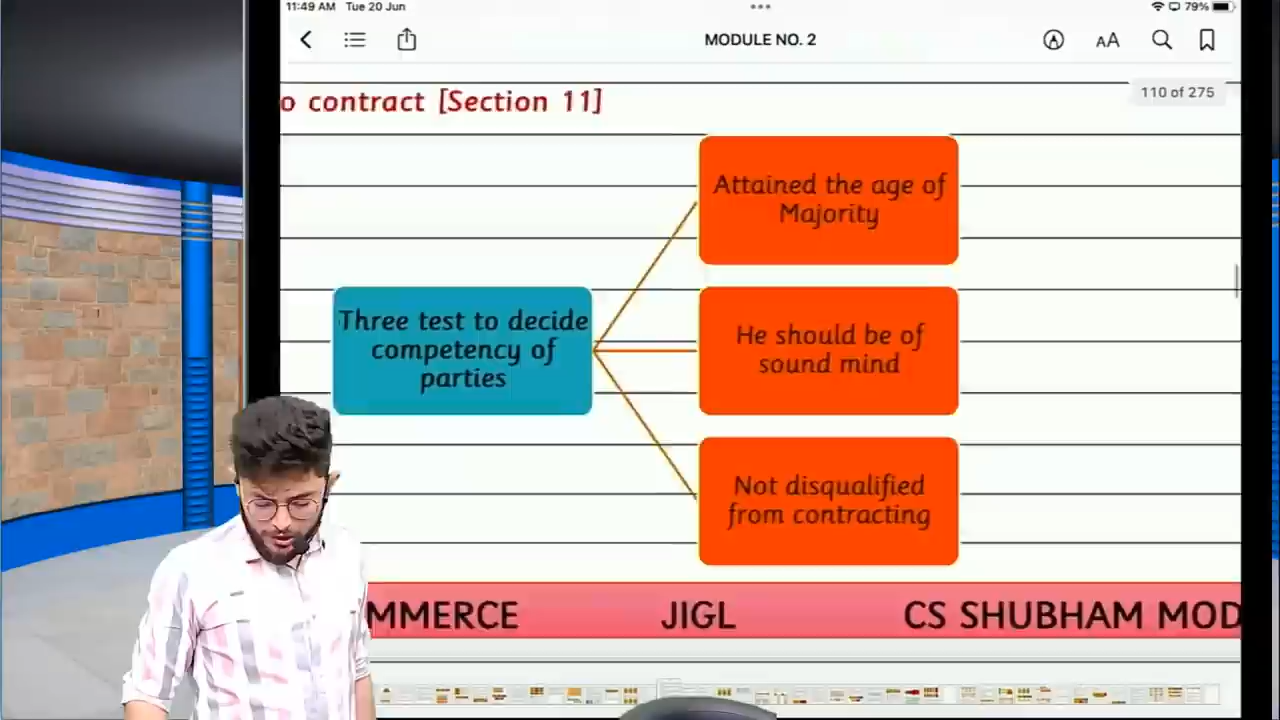 11:49 AM Tue 20 Jun
79%
MODULE NO. 2
AA
o contract [Section 11]
110 of 275
Attained the age of
Majority
Three test to decide
competency of
parties
He should be of
sound mind
Not disqualified
from contracting
MMERCE JIGL CS SHUBHAM MOD